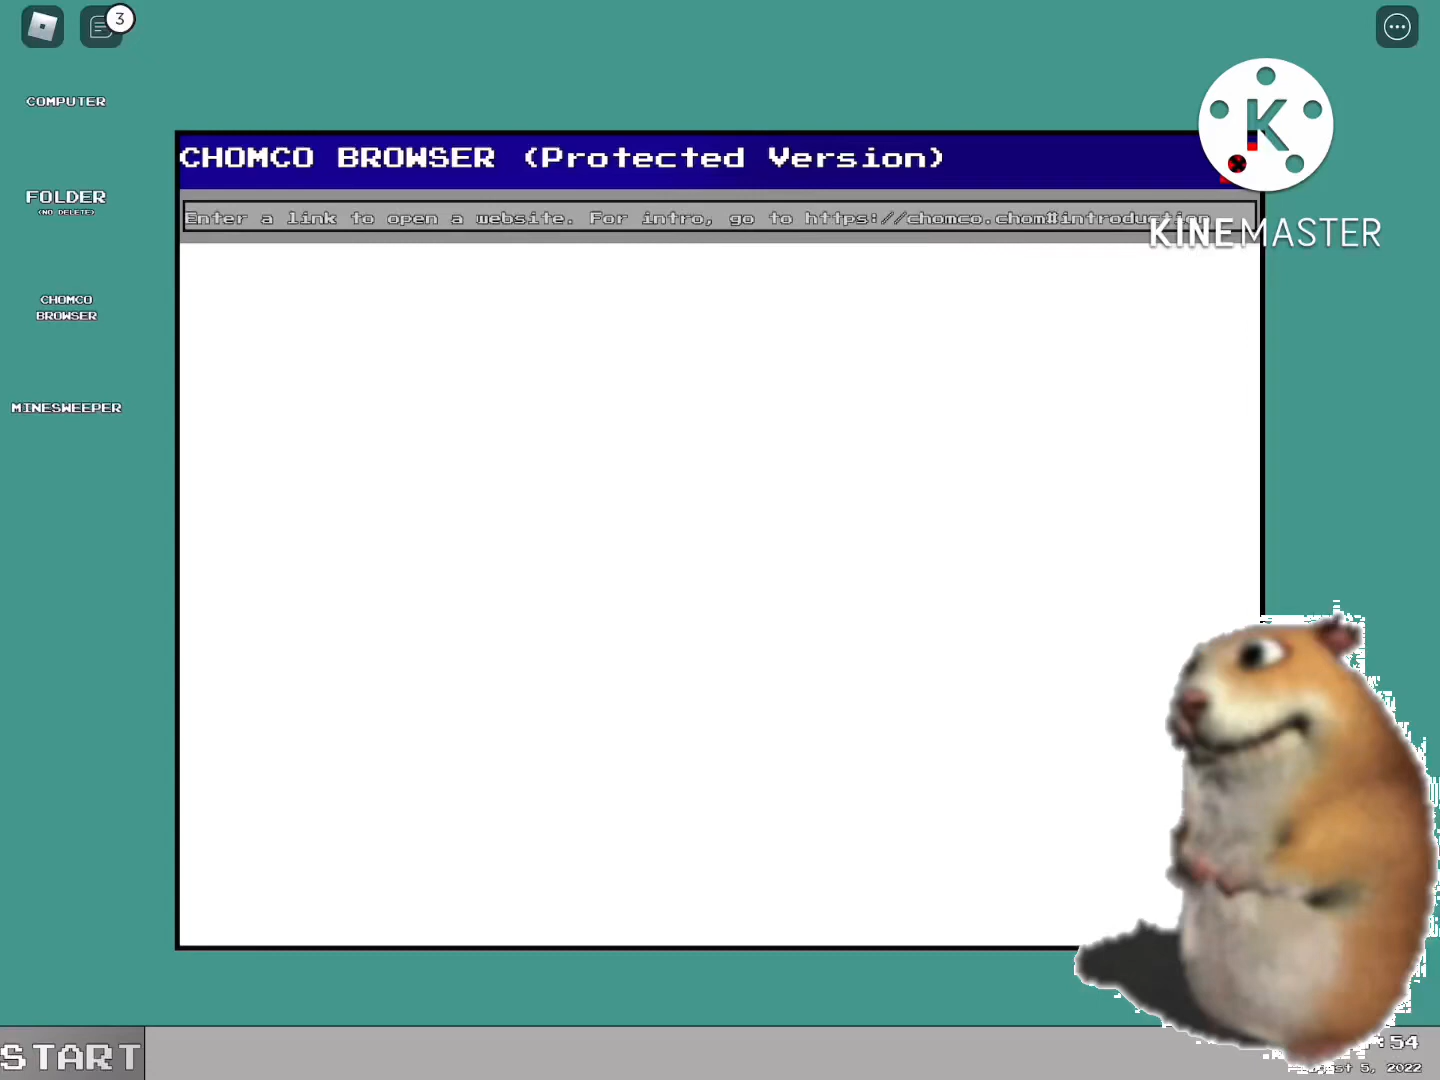 3
COMPUTER
K
CHOMCO BROWSER (Protected Version)
FOLDER
(NO DELETE)
Enter a link to open a website. For intro, go to https://chomco.chom#introduction
KINEMASTER
CHOMCO
BROWSER
MINESWEEPER
START
:54
5, 2022